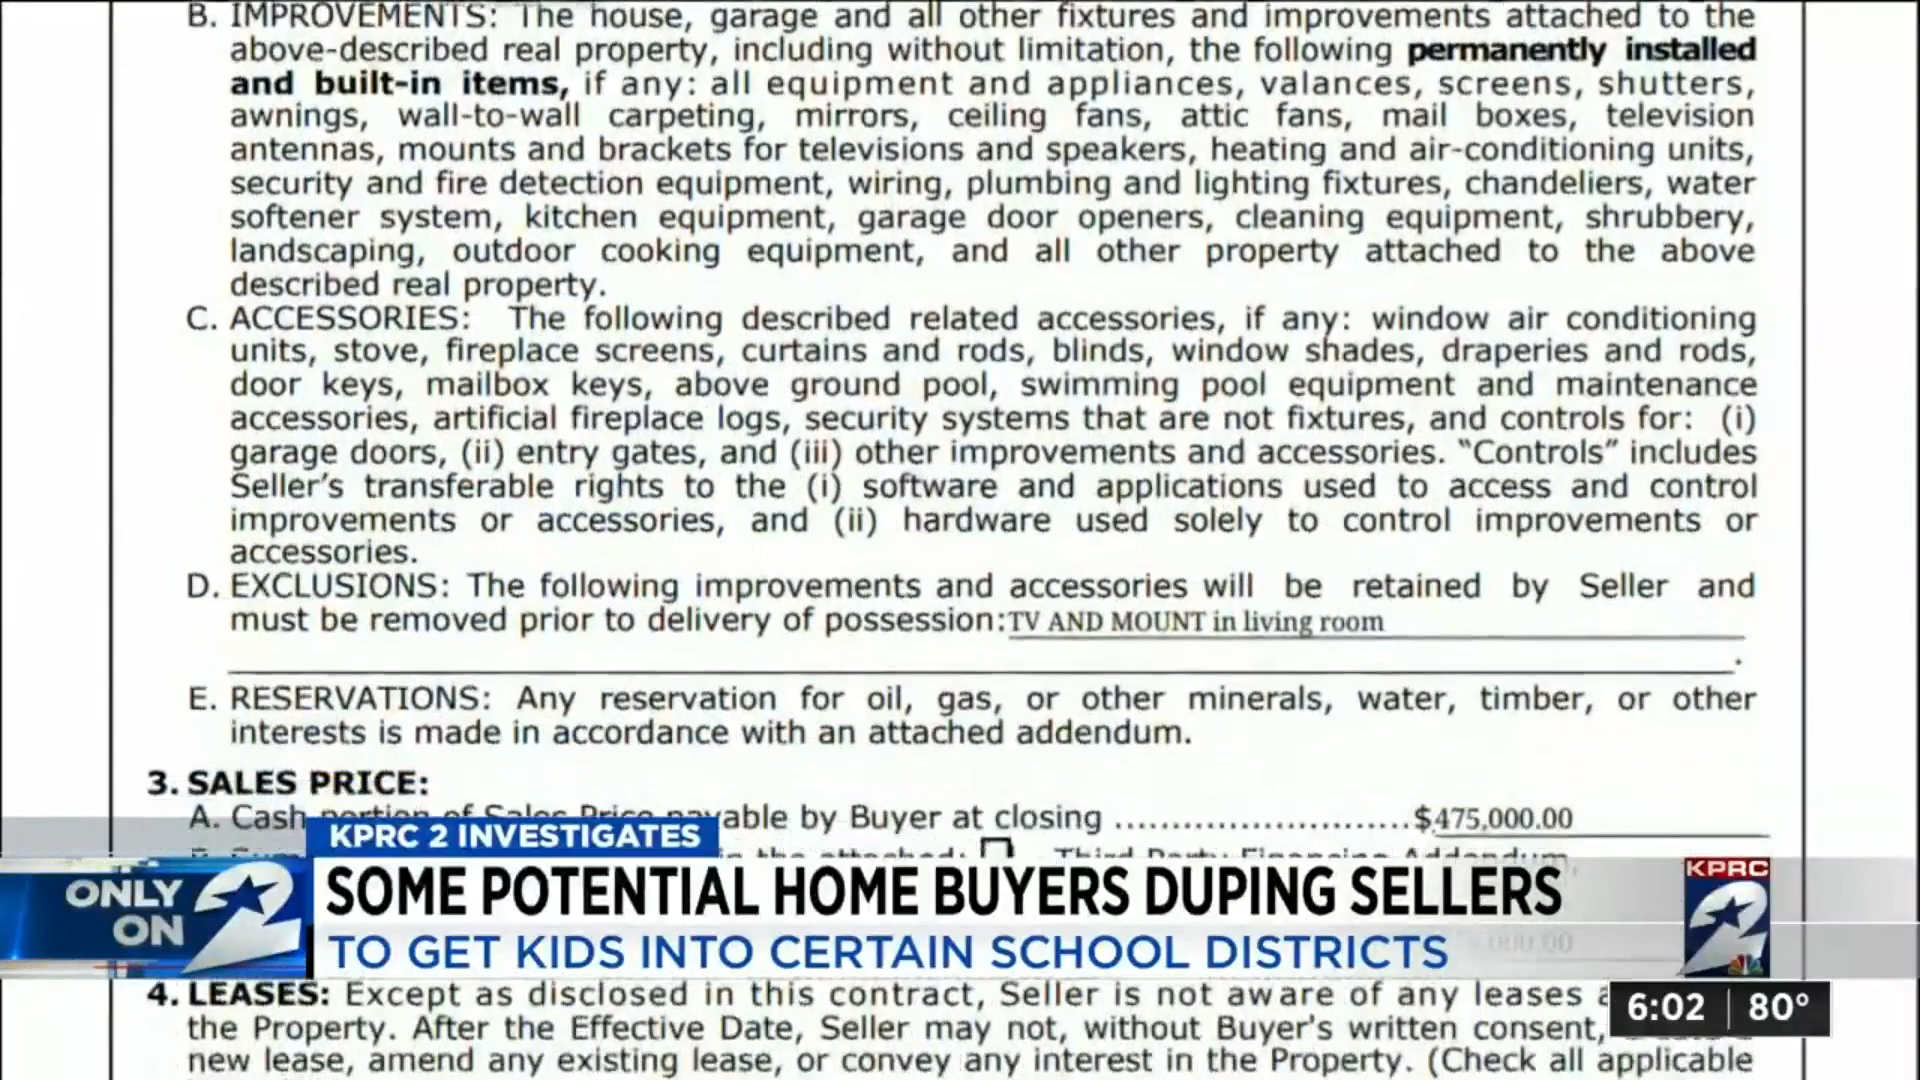 B. IMPROVEMENTS: The house, garage and all other fixtures and improvements attached to the
above-described real property, including without limitation, the following permanently installed
and built-in items, if any: all equipment and appliances, valances, screens, shutters,
awnings, wall-to-wall carpeting, mirrors, ceiling fans, attic fans, mail boxes, television
antennas, mounts and brackets for televisions and speakers, heating and air-conditioning units,
security and fire detection equipment, wiring, plumbing and lighting fixtures, chandeliers, water
softener system, kitchen equipment, garage door openers, cleaning equipment, shrubbery,
landscaping, outdoor cooking equipment, and all other property attached to the above
described real property.
C. ACCESSORIES: The following described related accessories, if any: window air conditioning
units, stove, fireplace screens, curtains and rods, blinds, window shades, draperies and rods,
door keys, mailbox keys, above ground pool, swimming pool equipment and maintenance
accessories, artificial fireplace logs, security systems that are not fixtures, and controls for: (i)
garage doors, (ii) entry gates, and (iii) other improvements and accessories. “Controls” includes
Seller’s transferable rights to the (i) software and applications used to access and control
improvements or accessories, and (ii) hardware used solely to control improvements or
accessories.
D. EXCLUSIONS: The following improvements and accessories will be retained by Seller and
must be removed prior to delivery of possession: TV AND MOUNT in living room
.
E. RESERVATIONS: Any reservation for oil, gas, or other minerals, water, timber, or other
interests is made in accordance with an attached addendum.
3. SALES PRICE:
A. Cash portion of Sales Price payable by Buyer at closing ........................... $475,000.00
in the attached: Third Party Financing Addendum,
KPRC 2 INVESTIGATES
ONLY ON 2
SOME POTENTIAL HOME BUYERS DUPING SELLERS
TO GET KIDS INTO CERTAIN SCHOOL DISTRICTS
KPRC 2
4. LEASES: Except as disclosed in this contract, Seller is not aware of any leases
the Property. After the Effective Date, Seller may not, without Buyer's written consent,
new lease, amend any existing lease, or convey any interest in the Property. (Check all applicable
6:02 80°